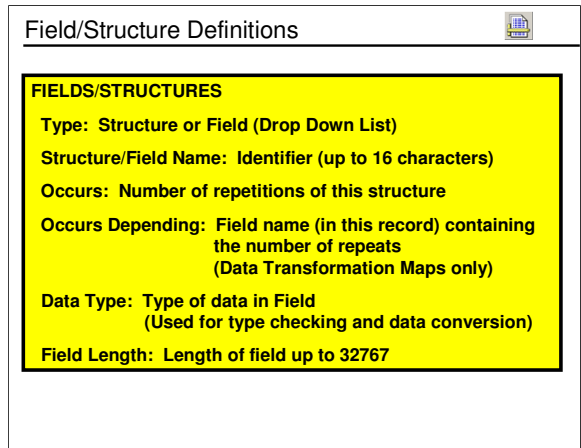 Field/Structure Definitions
FIELDS/STRUCTURES
Type: Structure or Field (Drop Down List)
Structure/Field Name: Identifier (up to 16 characters)
Occurs: Number of repetitions of this structure
Occurs Depending: Field name (in this record) containing
the number of repeats
(Data Transformation Maps only)
Data Type: Type of data in Field
(Used for type checking and data conversion)
Field Length: Length of field up to 32767